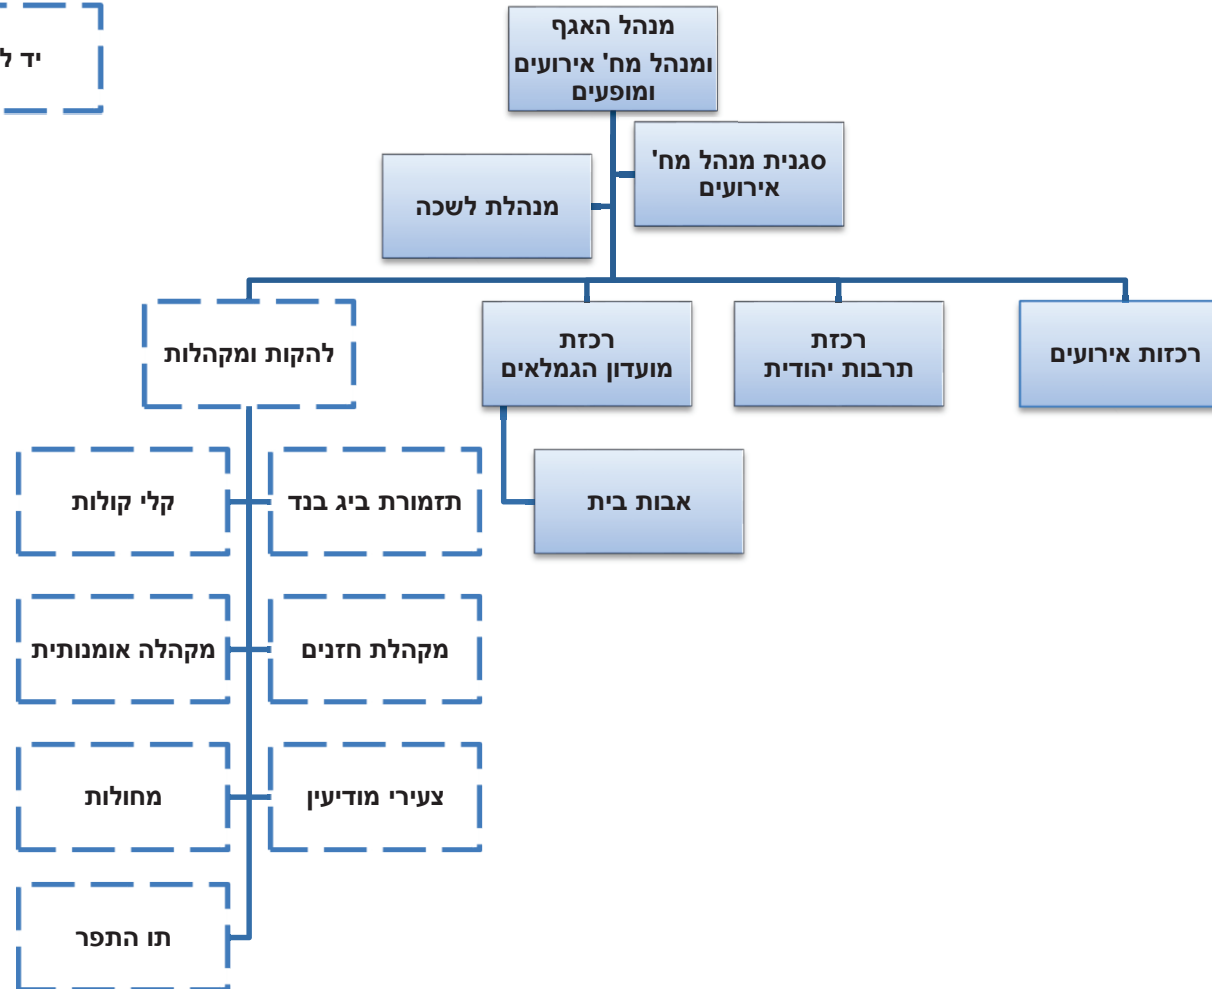 מנהל האגף
ומנהל מח' אירועים
ומופעים
יד ל
סגנית מנהל מח'
אירועים
מנהלת לשכה
רכזות אירועים
רכזת
תרבות יהודית
רכזת
מועדון הגמלאים
להקות ומקהלות
אבות בית
תזמורת ביג בנד
קלי קולות
מקהלת חזנים
מקהלה אומנותית
צעירי מודיעין
מחולות
תו התפר